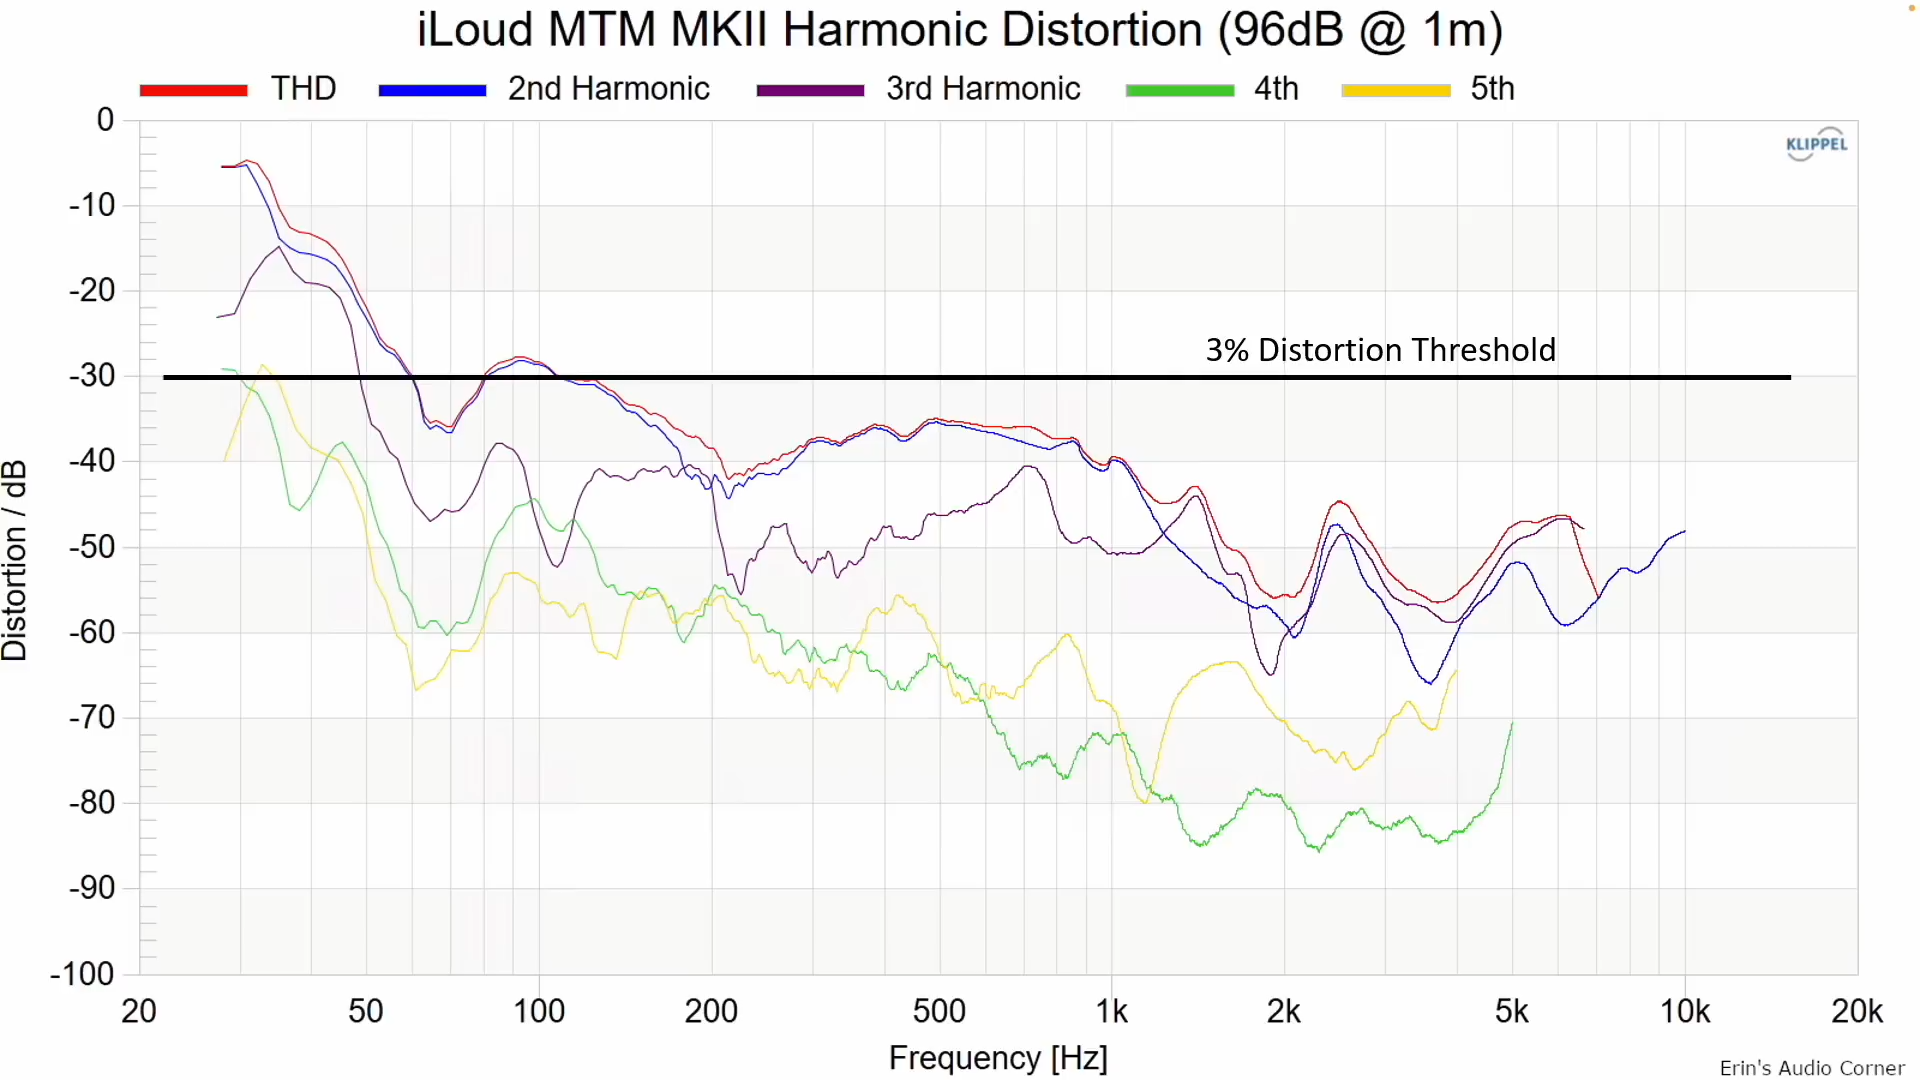 iLoud MTM MKII Harmonic Distortion (96dB @ 1m)
THD 2nd Harmonic 3rd Harmonic 4th 5th
KLIPPEL
3% Distortion Threshold
Distortion / dB
0
-10
-20
-30
-40
-50
-60
-70
-80
-90
-100
20 50 100 200 500 1k 2k 5k 10k 20k
Frequency [Hz]
Erin's Audio Corner